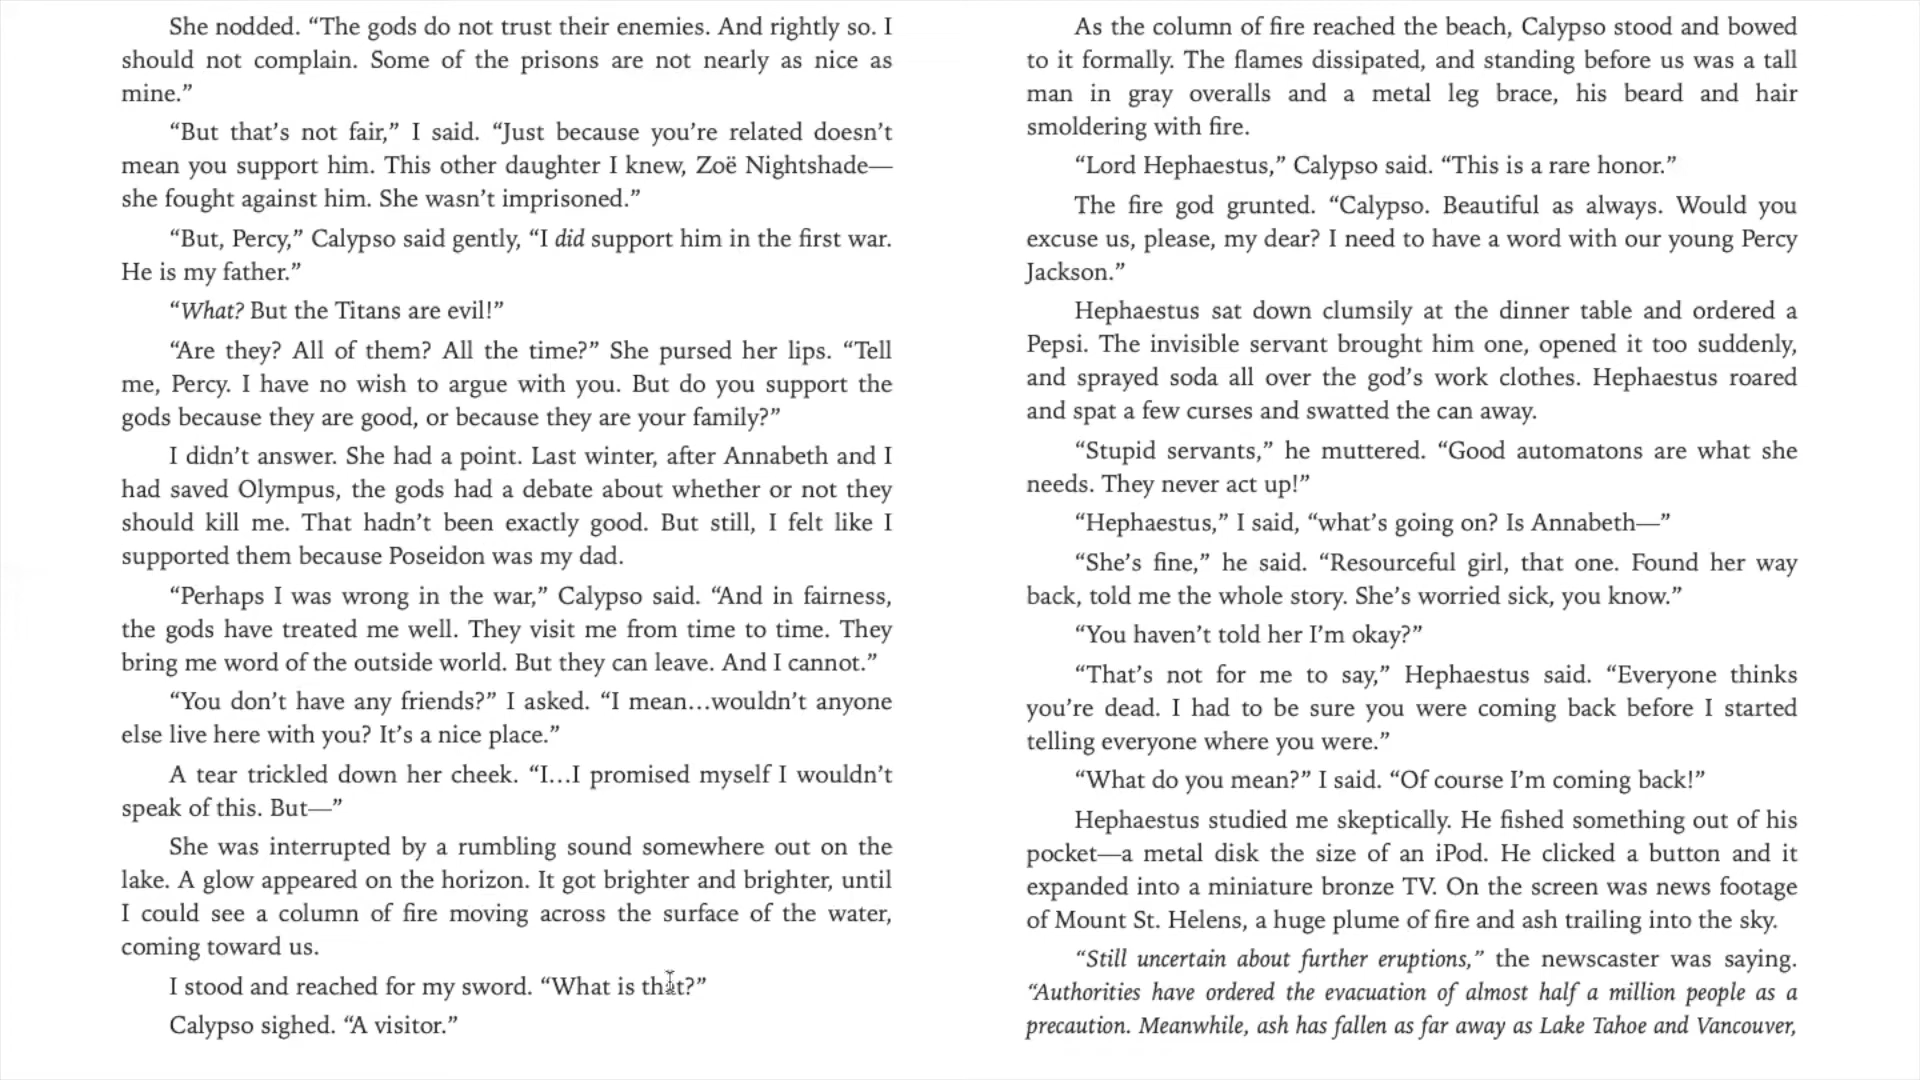 She nodded. “The gods do not trust their enemies. And rightly so. I
should not complain. Some of the prisons are not nearly as nice as
mine.”
“But that’s not fair,” I said. “Just because you’re related doesn’t
mean you support him. This other daughter I knew, Zoë Nightshade—
she fought against him. She wasn’t imprisoned.”
“But, Percy,” Calypso said gently, “I did support him in the first war.
He is my father.”
“What? But the Titans are evil!”
“Are they? All of them? All the time?” She pursed her lips. “Tell
me, Percy. I have no wish to argue with you. But do you support the
gods because they are good, or because they are your family?”
I didn’t answer. She had a point. Last winter, after Annabeth and I
had saved Olympus, the gods had a debate about whether or not they
should kill me. That hadn’t been exactly good. But still, I felt like I
supported them because Poseidon was my dad.
“Perhaps I was wrong in the war,” Calypso said. “And in fairness,
the gods have treated me well. They visit me from time to time. They
bring me word of the outside world. But they can leave. And I cannot.”
“You don’t have any friends?” I asked. “I mean…wouldn’t anyone
else live here with you? It’s a nice place.”
A tear trickled down her cheek. “I…I promised myself I wouldn’t
speak of this. But—”
She was interrupted by a rumbling sound somewhere out on the
lake. A glow appeared on the horizon. It got brighter and brighter, until
I could see a column of fire moving across the surface of the water,
coming toward us.
I stood and reached for my sword. “What is that?”
Calypso sighed. “A visitor.”
As the column of fire reached the beach, Calypso stood and bowed
to it formally. The flames dissipated, and standing before us was a tall
man in gray overalls and a metal leg brace, his beard and hair
smoldering with fire.
“Lord Hephaestus,” Calypso said. “This is a rare honor.”
The fire god grunted. “Calypso. Beautiful as always. Would you
excuse us, please, my dear? I need to have a word with our young Percy
Jackson.”
Hephaestus sat down clumsily at the dinner table and ordered a
Pepsi. The invisible servant brought him one, opened it too suddenly,
and sprayed soda all over the god’s work clothes. Hephaestus roared
and spat a few curses and swatted the can away.
“Stupid servants,” he muttered. “Good automatons are what she
needs. They never act up!”
“Hephaestus,” I said, “what’s going on? Is Annabeth—”
“She’s fine,” he said. “Resourceful girl, that one. Found her way
back, told me the whole story. She’s worried sick, you know.”
“You haven’t told her I’m okay?”
“That’s not for me to say,” Hephaestus said. “Everyone thinks
you’re dead. I had to be sure you were coming back before I started
telling everyone where you were.”
“What do you mean?” I said. “Of course I’m coming back!”
Hephaestus studied me skeptically. He fished something out of his
pocket—a metal disk the size of an iPod. He clicked a button and it
expanded into a miniature bronze TV. On the screen was news footage
of Mount St. Helens, a huge plume of fire and ash trailing into the sky.
“Still uncertain about further eruptions,” the newscaster was saying.
“Authorities have ordered the evacuation of almost half a million people as a
precaution. Meanwhile, ash has fallen as far away as Lake Tahoe and Vancouver,